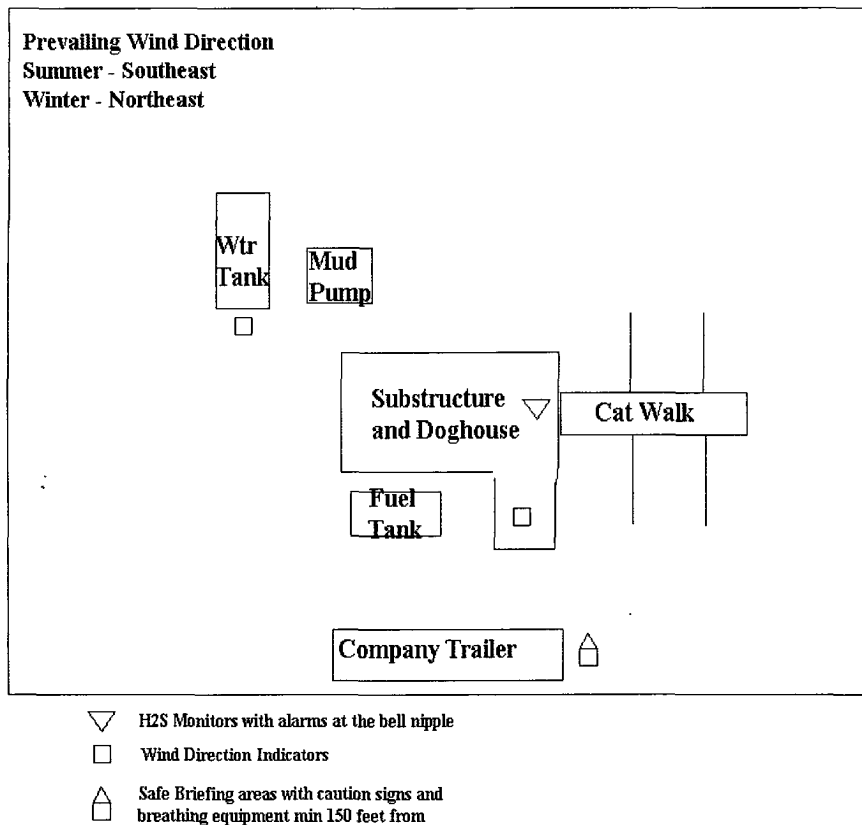 Prevailing Wind Direction
Summer - Southeast
Winter - Northeast
Wtr
Tank
Mud
Pump
Substructure
and Doghouse
Cat Walk
Fuel
Tank
Company Trailer
H2S Monitors with alarms at the bell nipple
Wind Direction Indicators
Safe Briefing areas with caution signs and
breathing equipment min 150 feet from